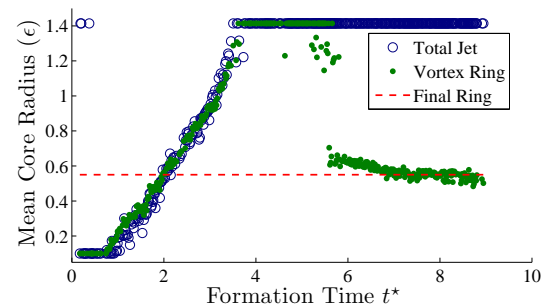 Mean Core Radius (ϵ)
1.4
1.2
1
0.8
0.6
0.4
0.2
0 2 4 6 8 10
Formation Time t⋆
Total Jet
Vortex Ring
Final Ring